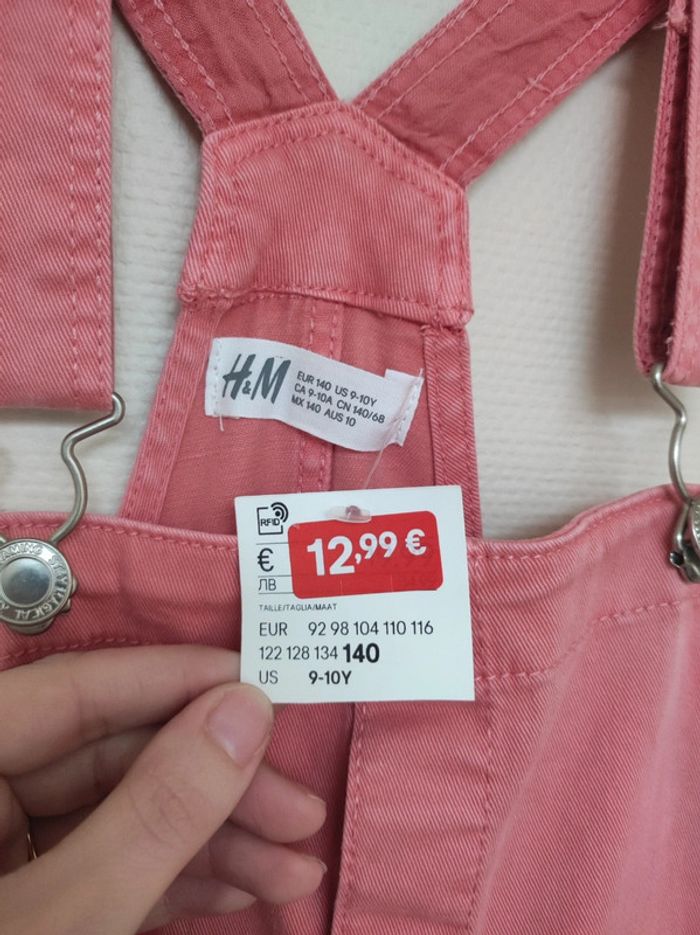 H&M
EUR 140 US 9-10Y
CA 9-10A CN 140/68
MX 140 AUS 10
RFID
€
12,99 €
ЛВ
TAILLE/TAGLIA/MAAT
EUR 92 98 104 110 116
122 128 134 140
US 9-10Y